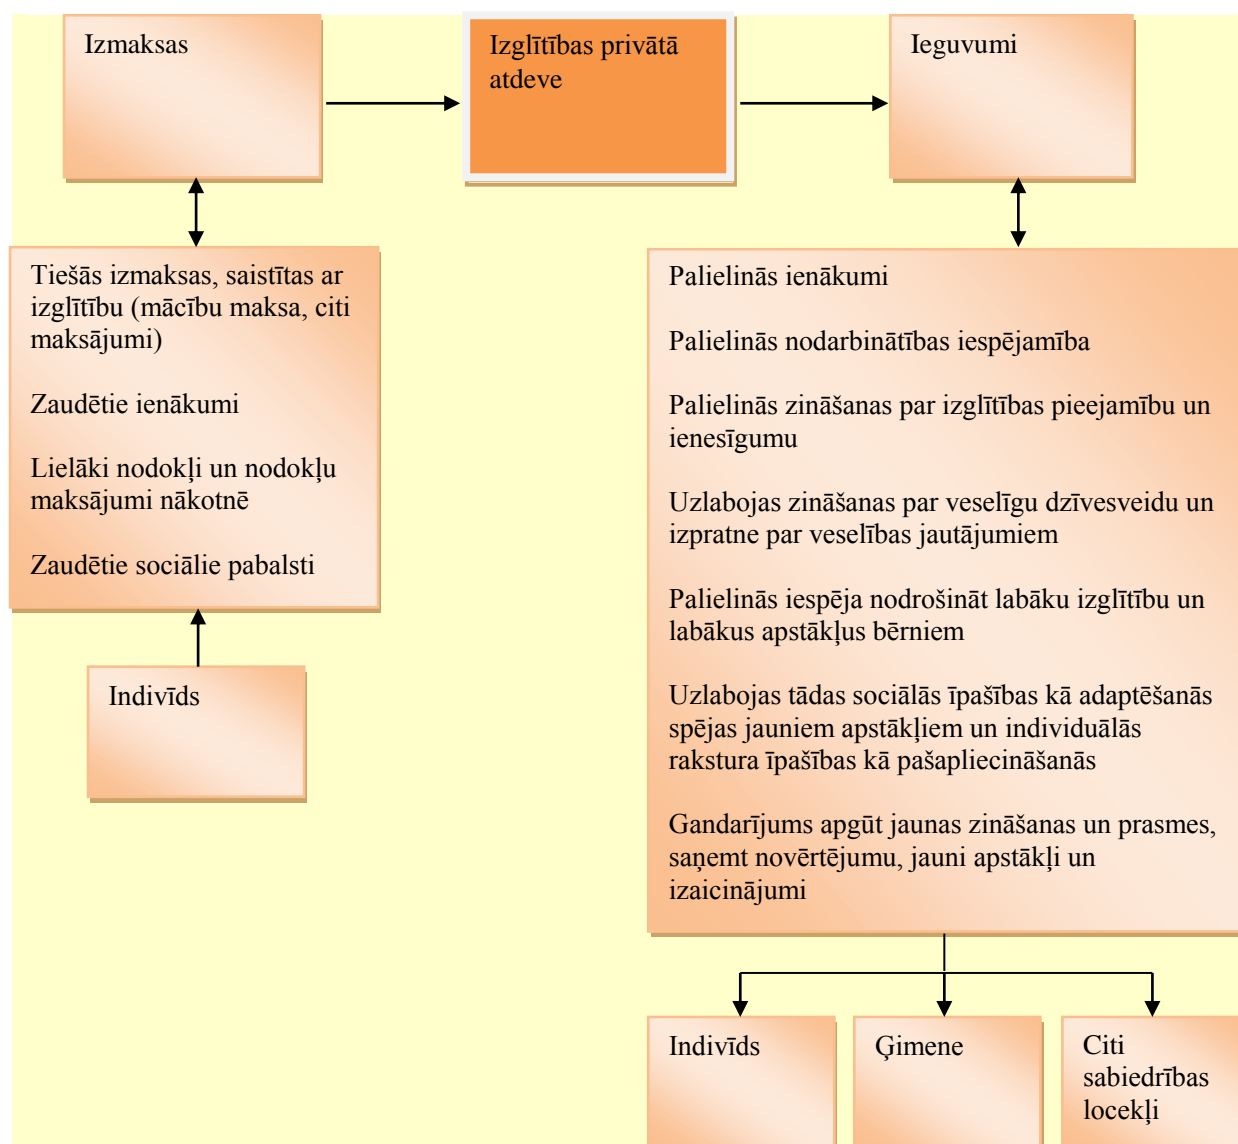 Izmaksas
Izglītības privātā
atdeve
Ieguvumi
Tiešās izmaksas, saistītas ar
izglītību (mācību maksa, citi
maksājumi)
Zaudētie ienākumi
Lielāki nodokļi un nodokļu
maksājumi nākotnē
Zaudētie sociālie pabalsti
Indivīds
Palielinās ienākumi
Palielinās nodarbinātības iespējamība
Palielinās zināšanas par izglītības pieejamību un
ienesīgumu
Uzlabojas zināšanas par veselīgu dzīvesveidu un
izpratne par veselības jautājumiem
Palielinās iespēja nodrošināt labāku izglītību un
labākus apstākļus bērniem
Uzlabojas tādas sociālās īpašības kā adaptēšanās
spējas jauniem apstākļiem un individuālās
rakstura īpašības kā pašapliecināšanās
Gandarījums apgūt jaunas zināšanas un prasmes,
saņemt novērtējumu, jauni apstākļi un
izaicinājumi
Indivīds
Ģimene
Citi
sabiedrības
locekļi